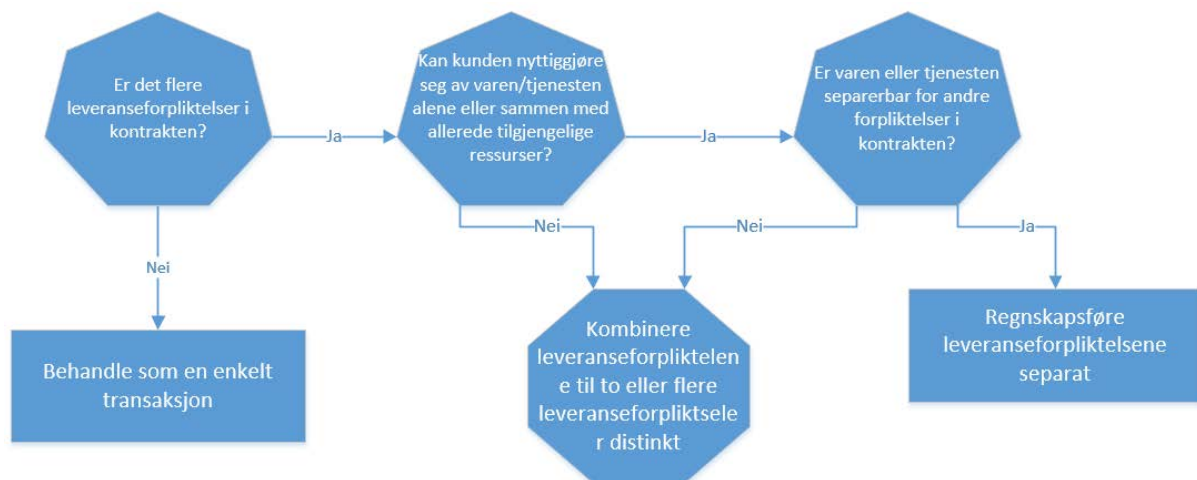 Er det flere
leveranseforpliktelser i
kontrakten?
Ja
Kan kunden nyttiggjøre
seg av varen/tjenesten
alene eller sammen med
allerede tilgjengelige
ressurser?
Ja
Er varen eller tjenesten
separerbar for andre
forpliktelser i
kontrakten?
Nei
Nei
Nei
Ja
Behandle som en enkelt
transaksjon
Kombinere
leveranseforpliktelen
e til to eller flere
leveranseforpliktsele
r distinkt
Regnskapsføre
leveranseforpliktelsene
separat